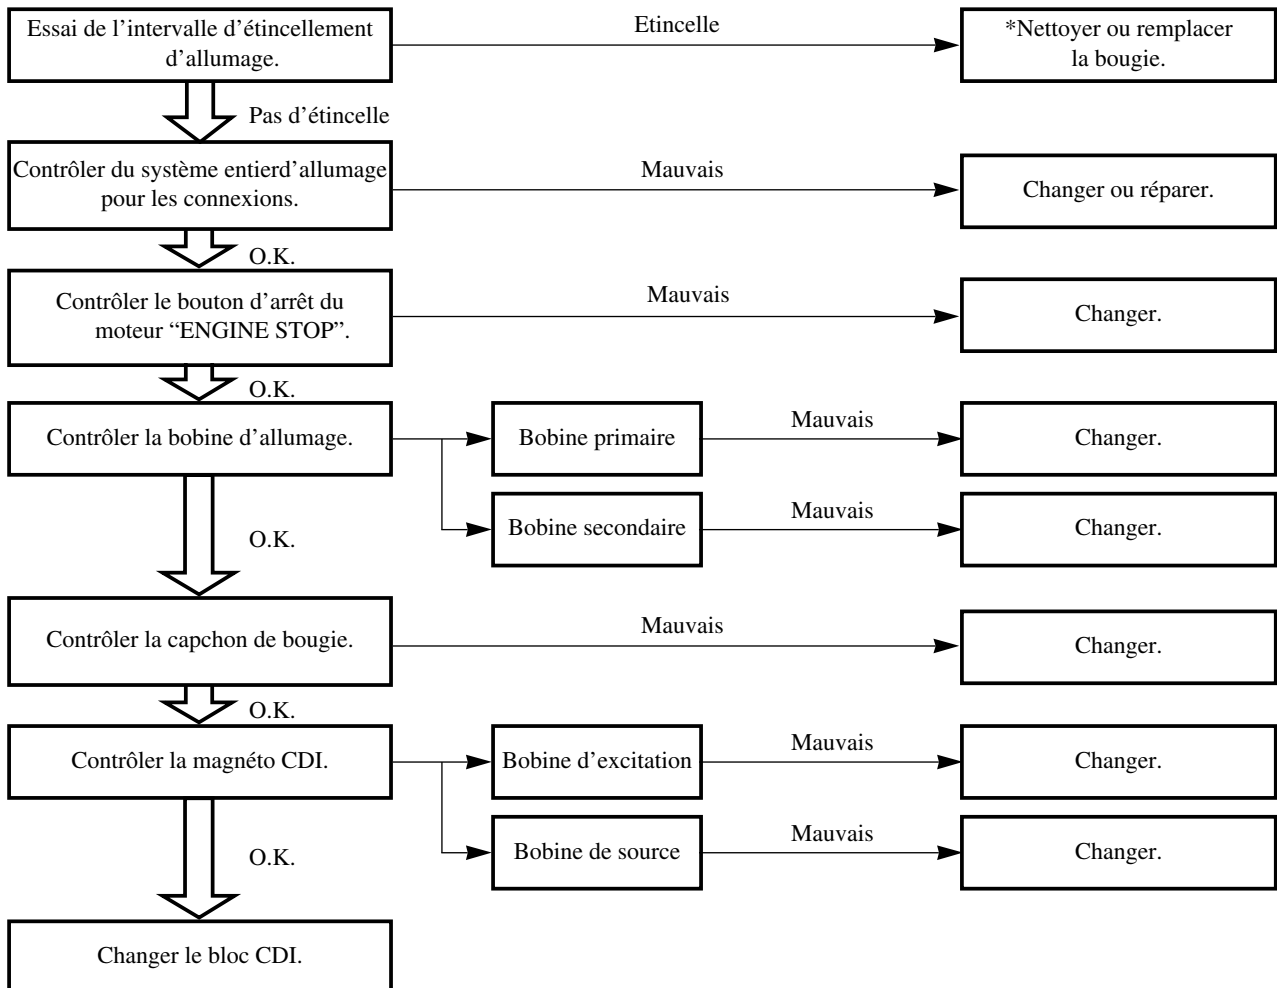 Essai de l’intervalle d’étincellement
d’allumage.
Etincelle
*Nettoyer ou remplacer
la bougie.
Pas d’étincelle
Contrôler du système entierd’allumage
pour les connexions.
Mauvais
Changer ou réparer.
O.K.
Contrôler le bouton d’arrêt du
moteur “ENGINE STOP”.
Mauvais
Changer.
O.K.
Contrôler la bobine d’allumage.
Bobine primaire
Mauvais
Changer.
Bobine secondaire
Mauvais
Changer.
O.K.
Contrôler la capchon de bougie.
Mauvais
Changer.
O.K.
Contrôler la magnéto CDI.
Bobine d’excitation
Mauvais
Changer.
Bobine de source
Mauvais
Changer.
O.K.
Changer le bloc CDI.